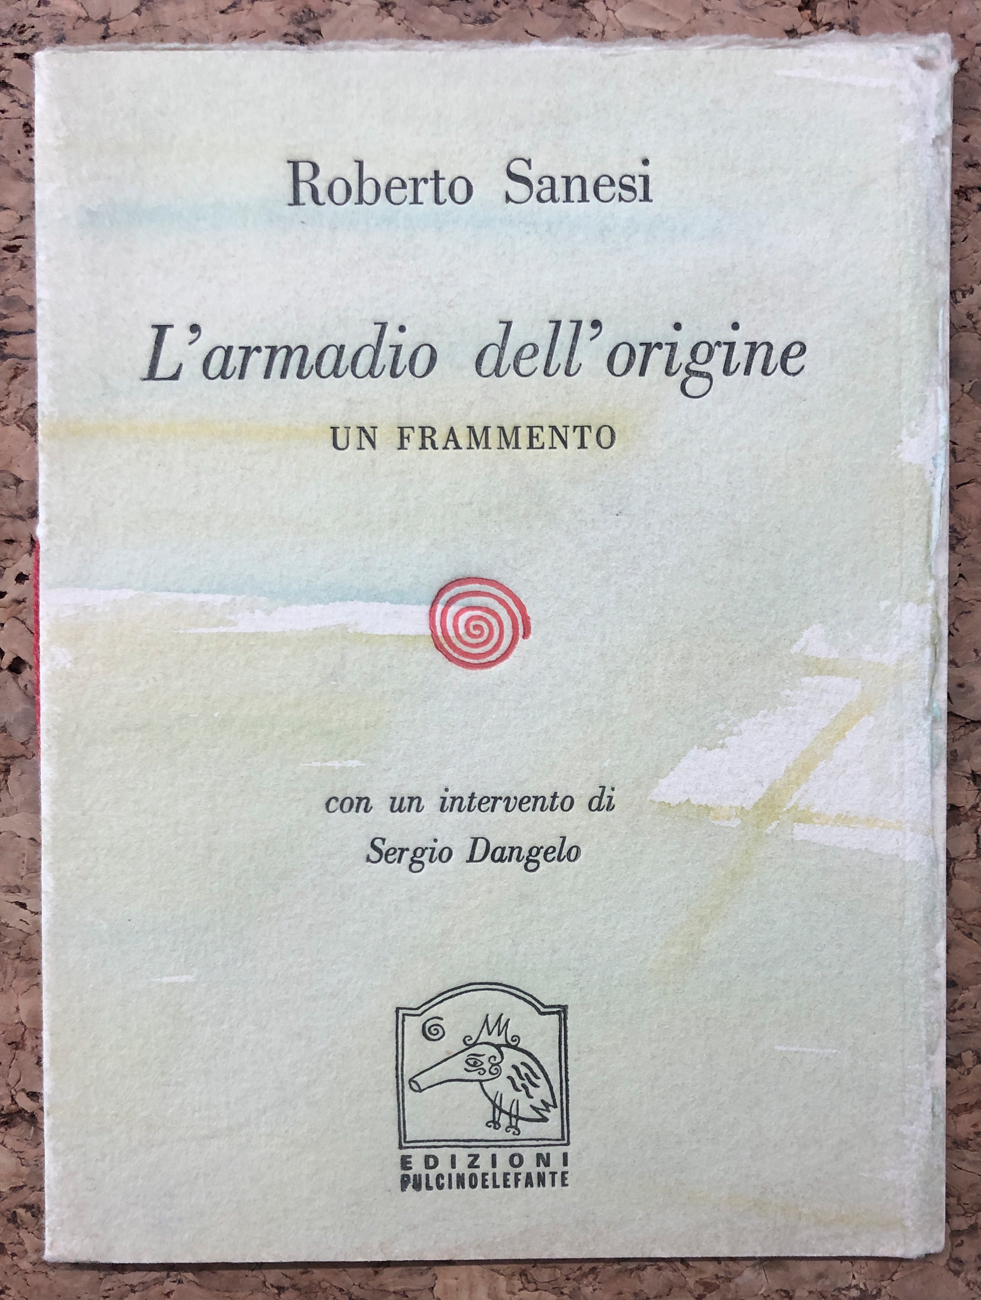 Roberto Sanesi
L’armadio dell’origine
UN FRAMMENTO
con un intervento di
Sergio Dangelo
EDIZIONI
PULCINOELEFANTE